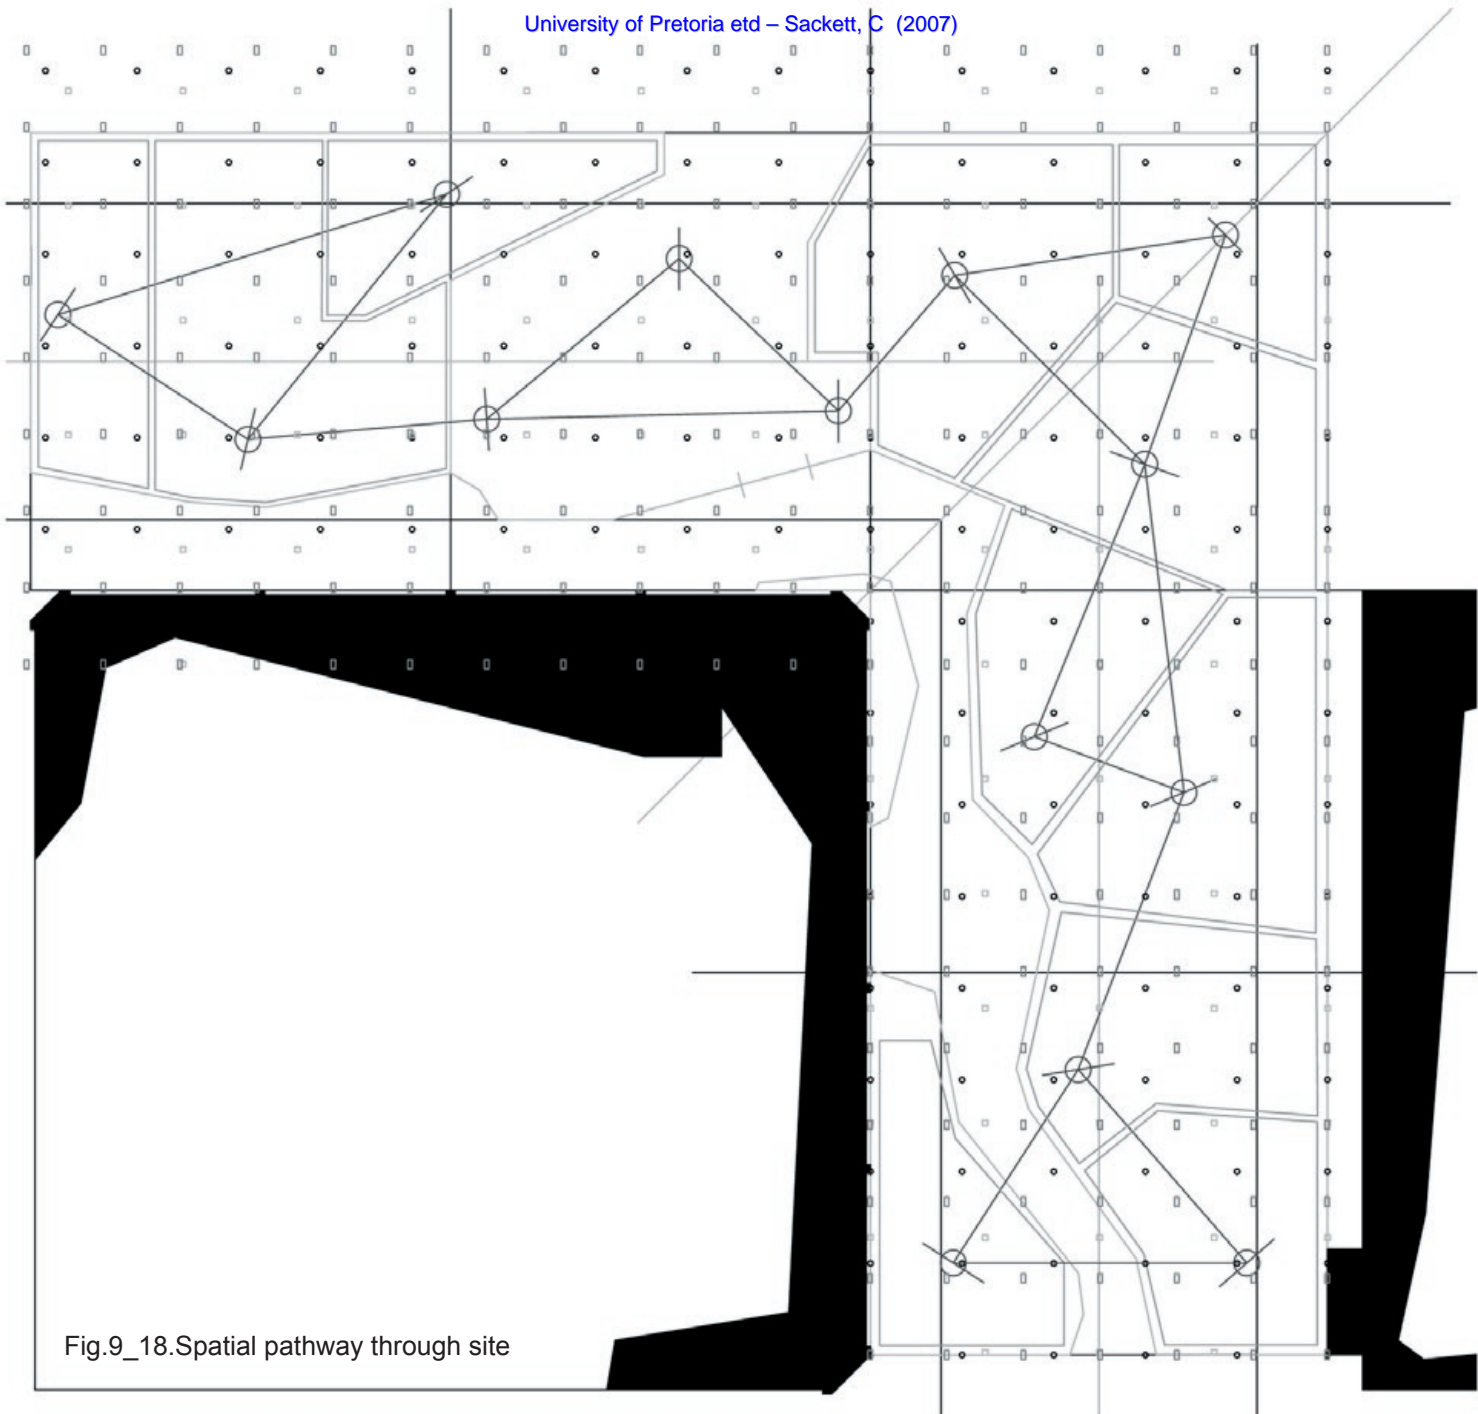 University of Pretoria etd – Sackett, C (2007)
Fig.9_18.Spatial pathway through site